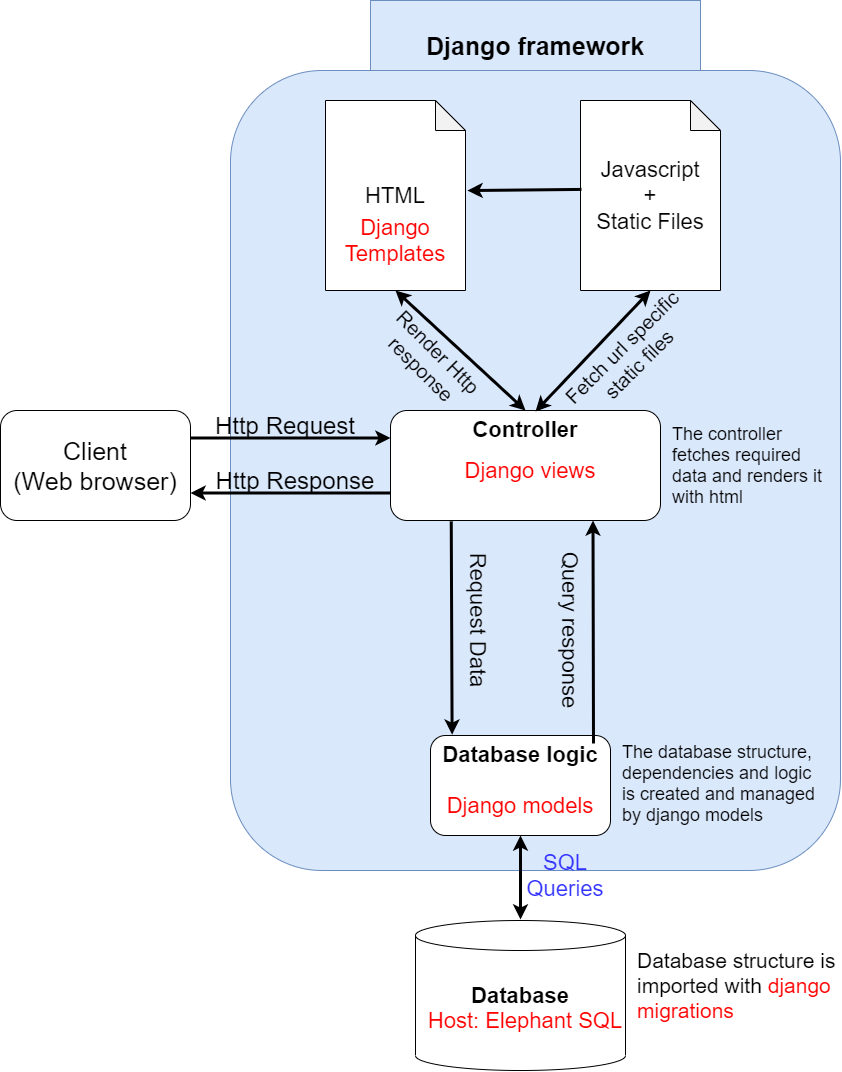 Django framework
HTML
Django
Templates
Javascript
+
Static Files
Render Http
response
Fetch url specific
static files
Client
(Web browser)
Http Request
Http Response
Controller
Django views
The controller
fetches required
data and renders it
with html
Request Data
Query response
Database logic
Django models
The database structure,
dependencies and logic
is created and managed
by django models
SQL
Queries
Database
Host: Elephant SQL
Database structure is
imported with django
migrations